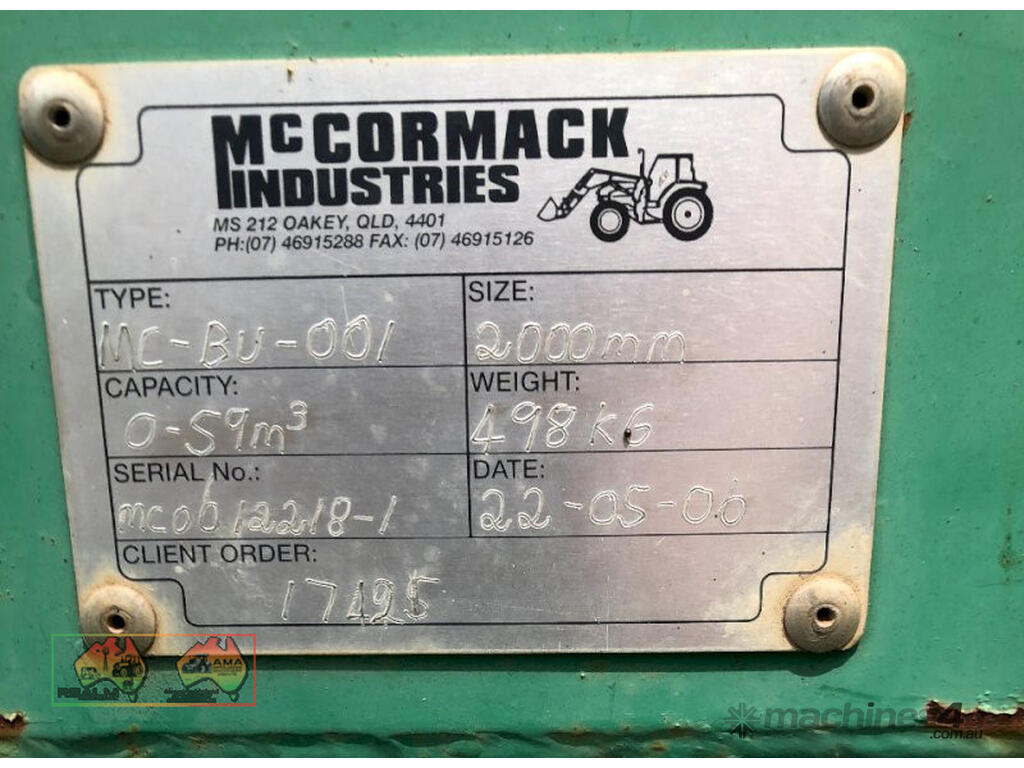 McCORMACK
INDUSTRIES
MS 212 OAKEY, QLD, 4401
PH:(07) 46915288 FAX: (07) 46915126
TYPE: SIZE:
MC-BU-001 2000mm
CAPACITY: WEIGHT:
0-59m³ 498KG
SERIAL No.: DATE:
mc0612218-1 22-05-06
CLIENT ORDER:
17425
REALM AMA
machines4u
.com.au